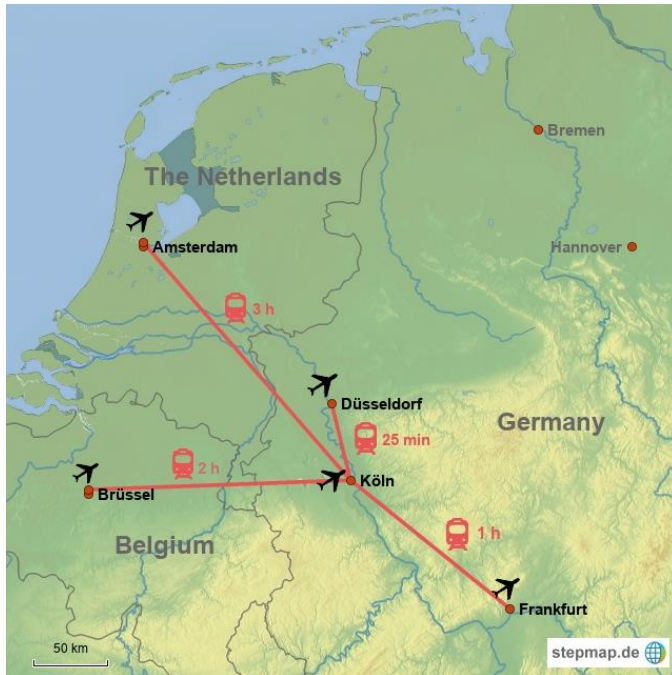 Bremen
The Netherlands
Amsterdam
Hannover
3 h
Düsseldorf
Germany
25 min
2 h
Köln
Brüssel
Belgium
1 h
Frankfurt
50 km
stepmap.de